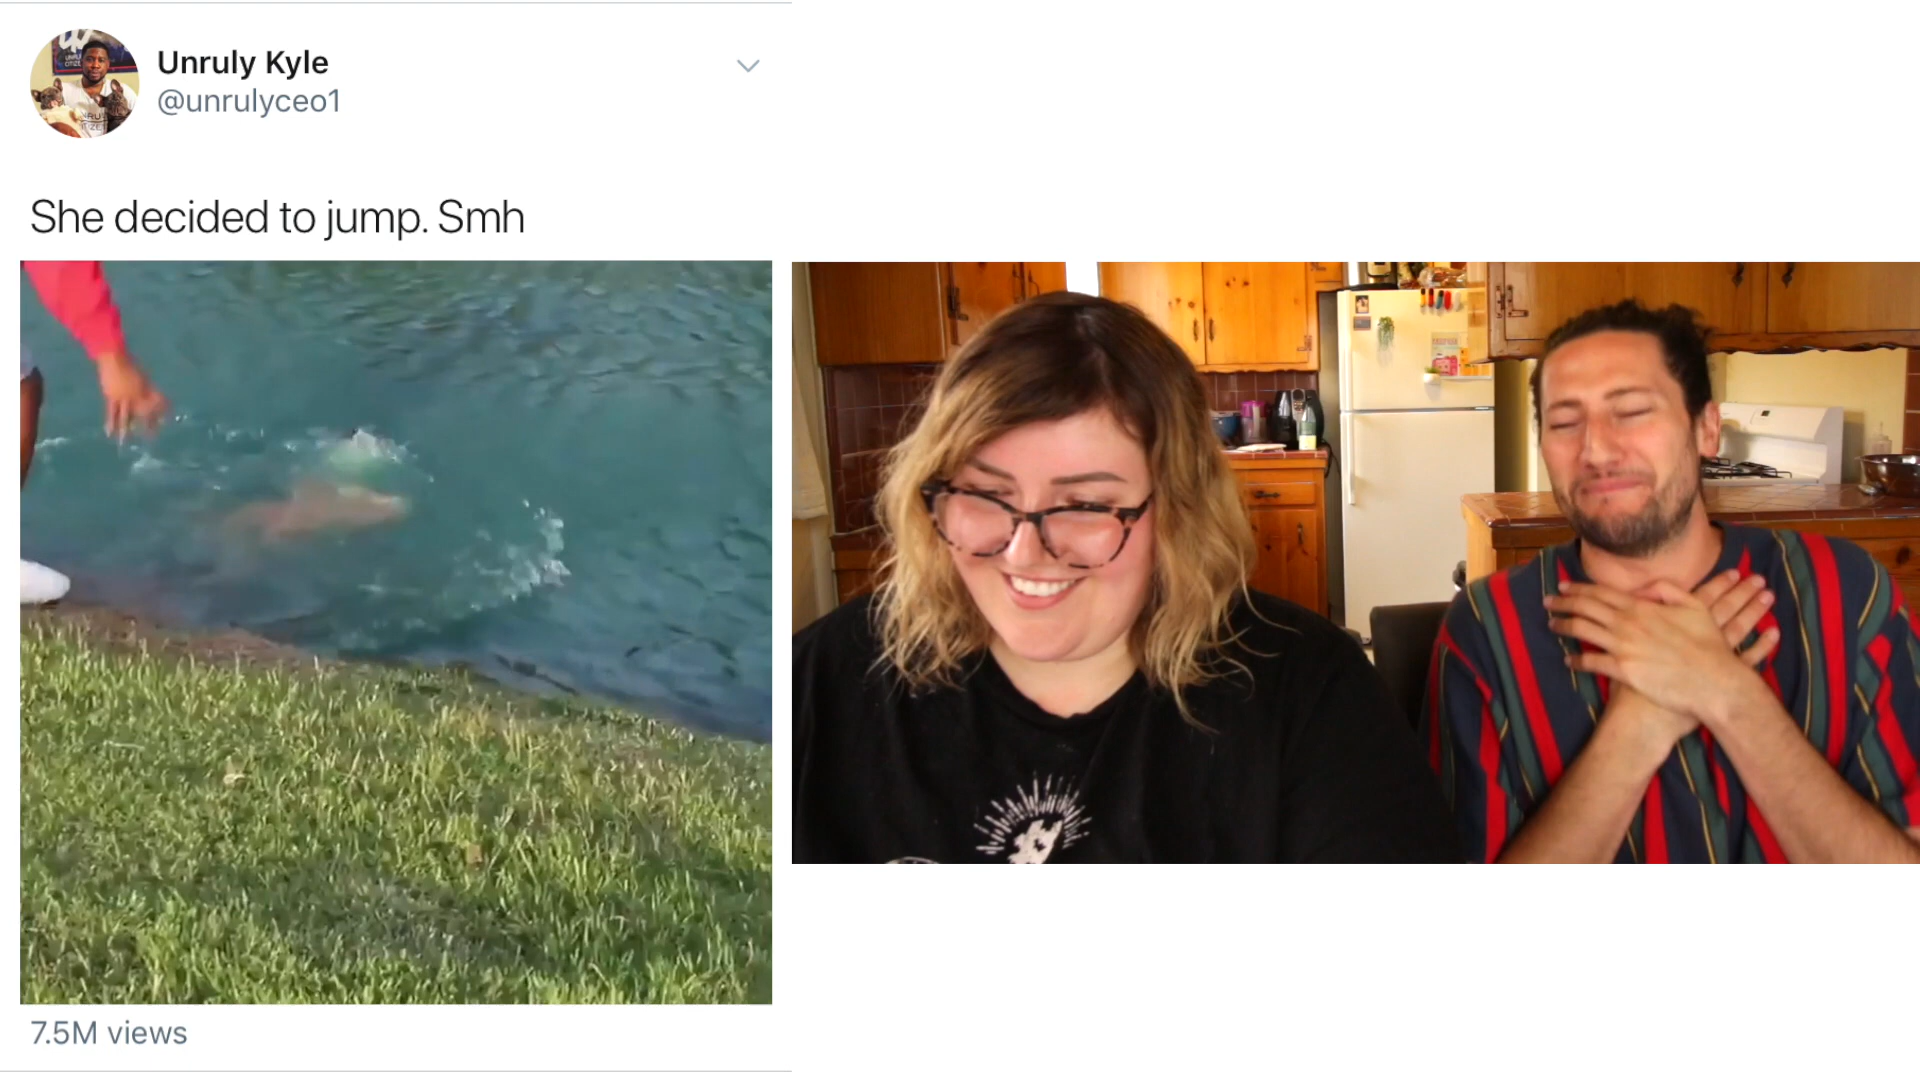 Unruly Kyle
@unrulyceo1
She decided to jump. Smh
7.5M views